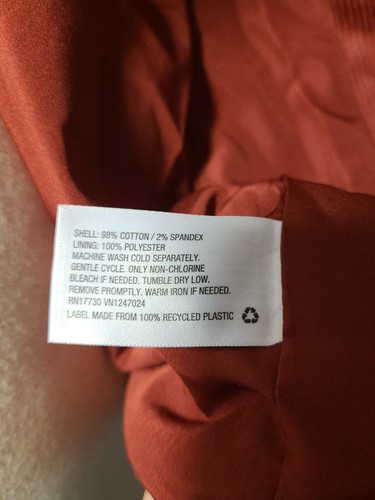 SHELL: 98% COTTON / 2% SPANDEX
LINING: 100% POLYESTER
MACHINE WASH COLD SEPARATELY.
GENTLE CYCLE. ONLY NON-CHLORINE
BLEACH IF NEEDED. TUMBLE DRY LOW.
REMOVE PROMPTLY. WARM IRON IF NEEDED.
RN17730 VN1247024
LABEL MADE FROM 100% RECYCLED PLASTIC